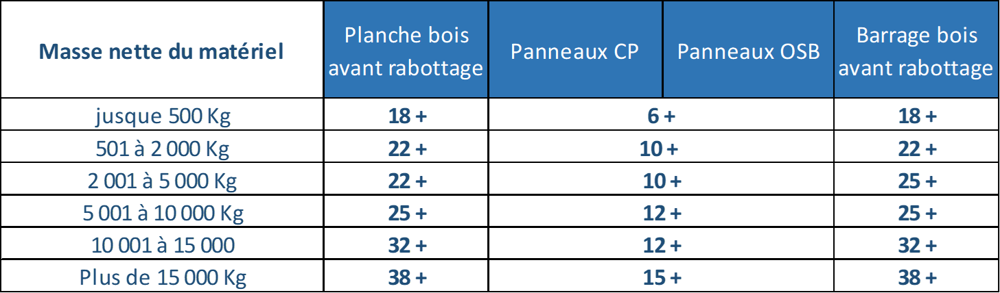 Masse nette du matériel
Planche bois
avant rabottage
Panneaux CP
Panneaux OSB
Barrage bois
avant rabottage
jusque 500 Kg 18 + 6 + 18 +
501 à 2 000 Kg 22 + 10 + 22 +
2 001 à 5 000 Kg 22 + 10 + 25 +
5 001 à 10 000 Kg 25 + 12 + 25 +
10 001 à 15 000 32 + 12 + 32 +
Plus de 15 000 Kg 38 + 15 + 38 +